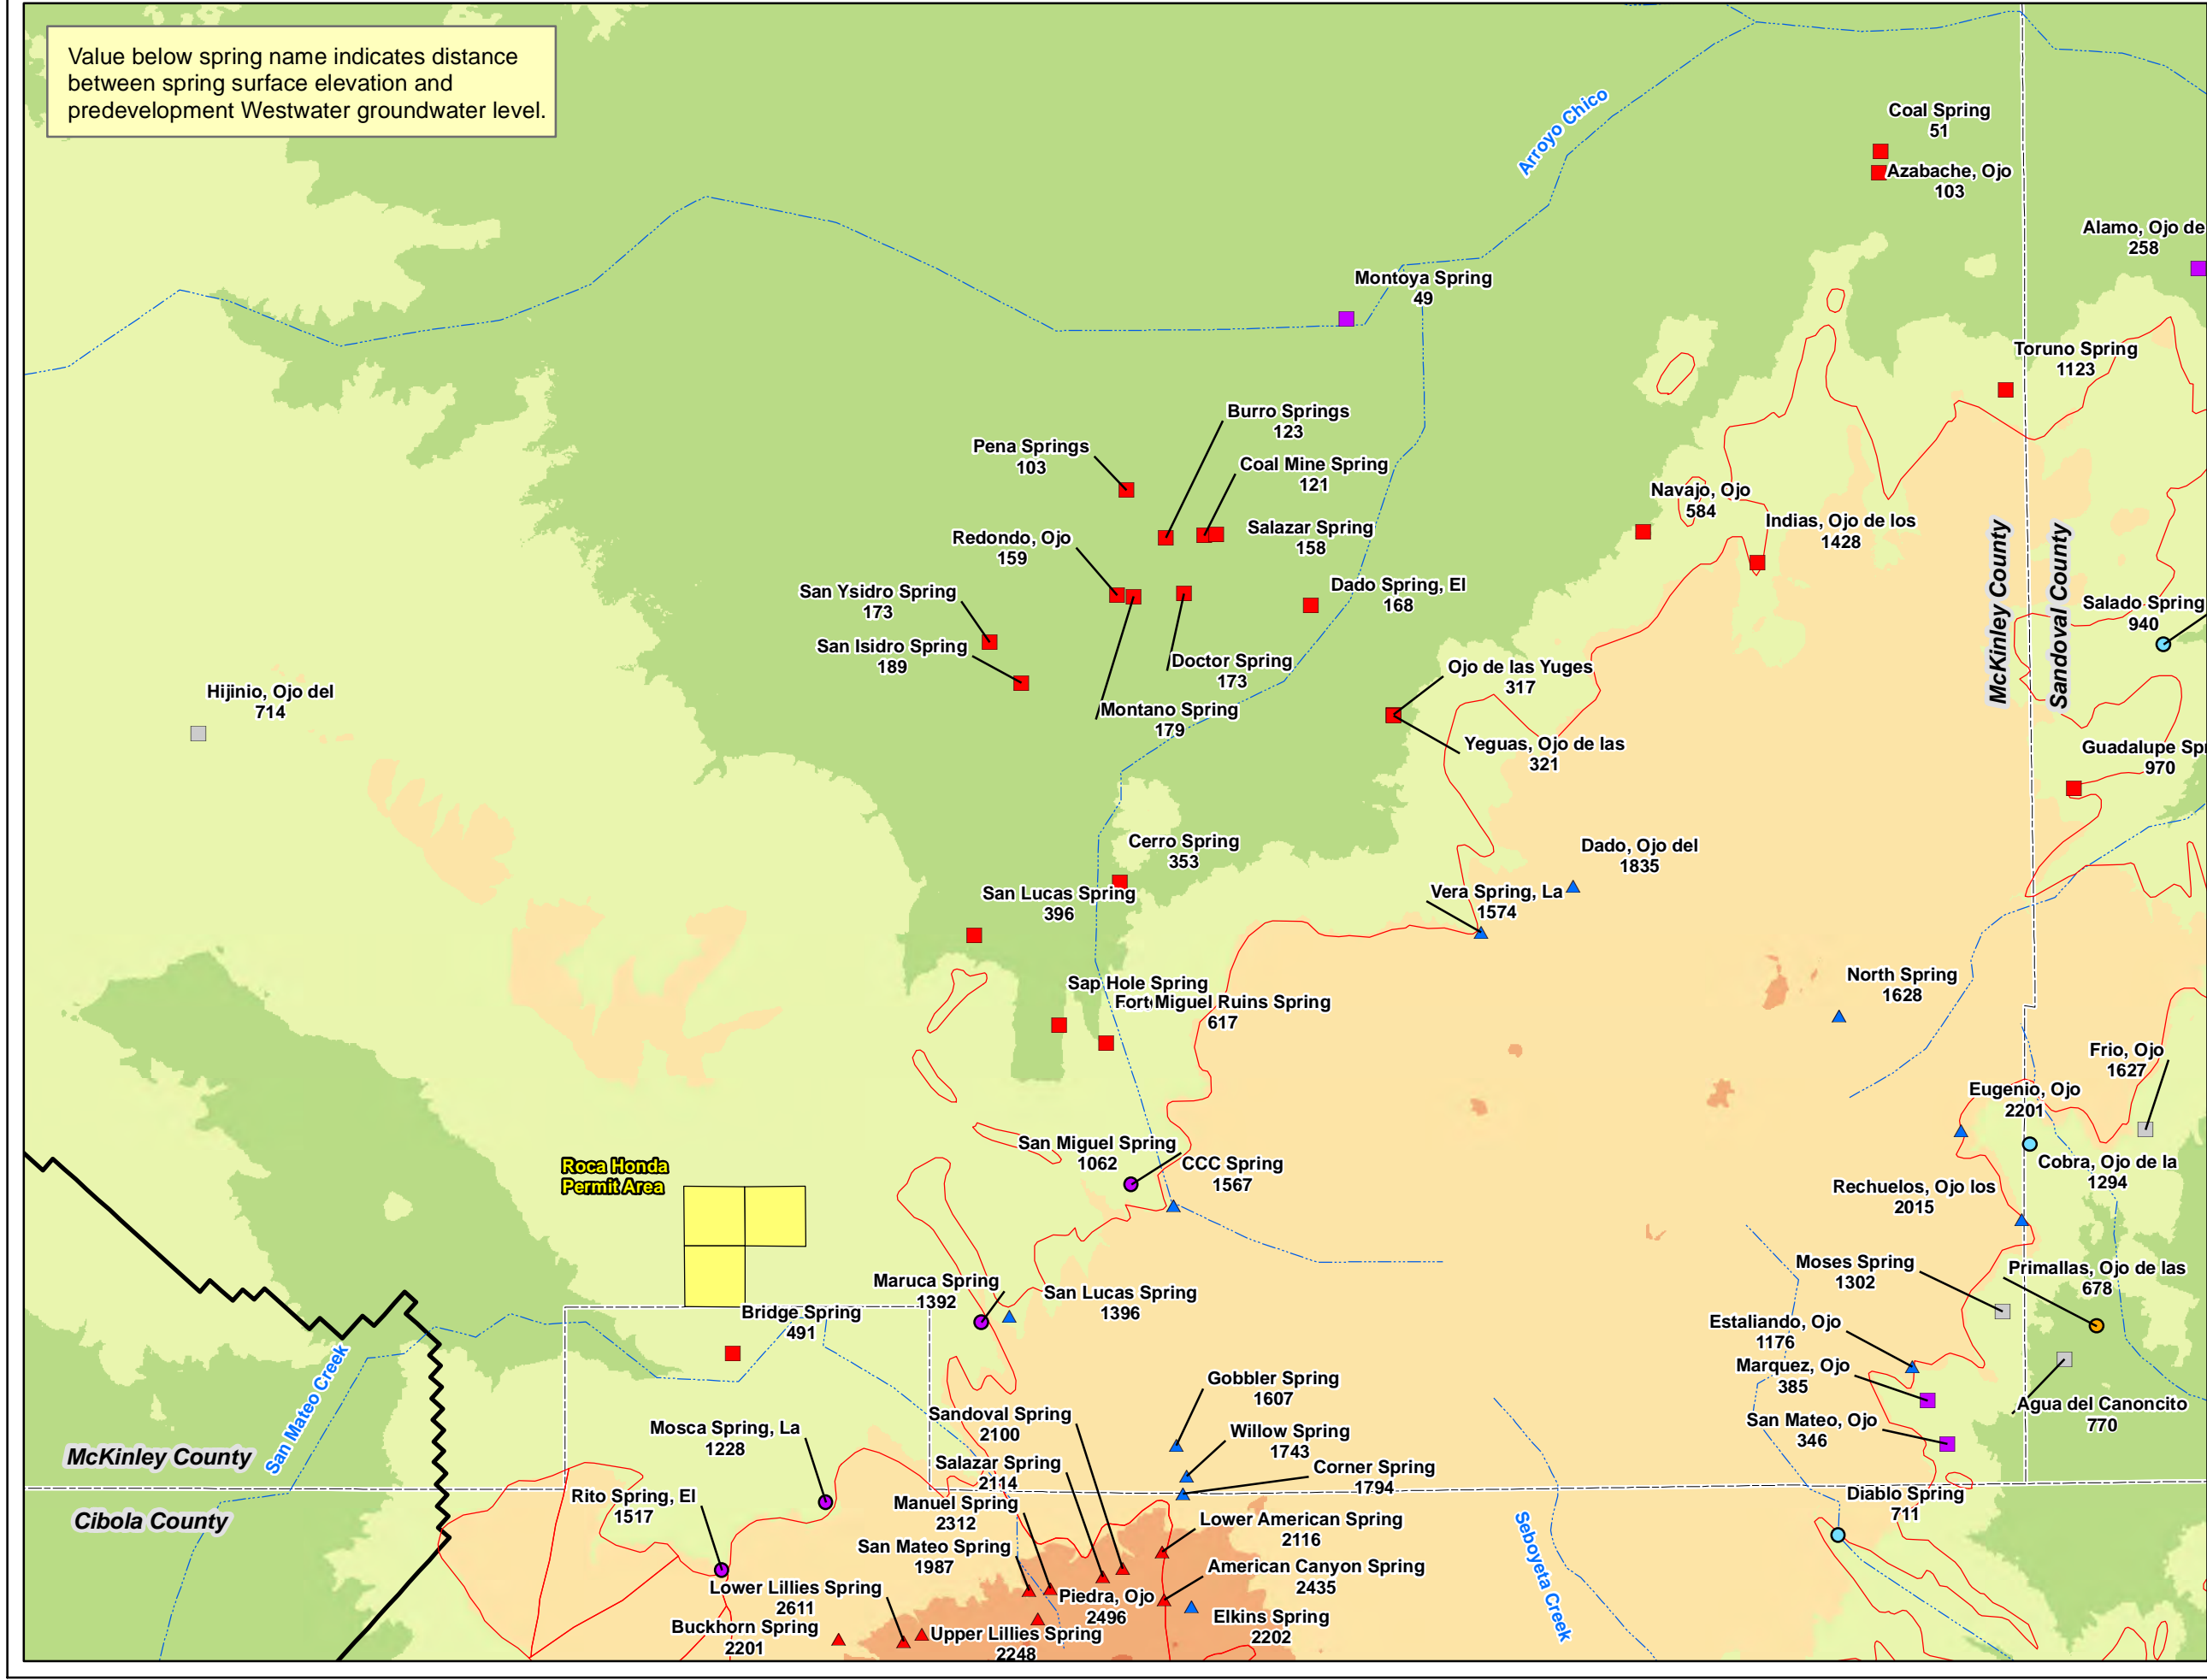 Value below spring name indicates distance
between spring surface elevation and
predevelopment Westwater groundwater level.
Arroyo Chico
Coal Spring
51
Azabache, Ojo
103
Alamo, Ojo de
258
Montoya Spring
49
Toruno Spring
1123
Burro Springs
123
Pena Springs
103
Coal Mine Spring
121
Navajo, Ojo
584
Indias, Ojo de los
1428
Salazar Spring
158
Redondo, Ojo
159
Dado Spring, El
168
San Ysidro Spring
173
McKinley County
Sandoval County
Salado Spring
940
San Isidro Spring
189
Doctor Spring
173
Ojo de las Yuges
317
Hijinio, Ojo del
714
Montano Spring
179
Yeguas, Ojo de las
321
Guadalupe Spr
970
Cerro Spring
353
Dado, Ojo del
1835
San Lucas Spring
396
Vera Spring, La
1574
North Spring
1628
Sap Hole Spring
Miguel Ruins Spring
617
Frio, Ojo
1627
Eugenio, Ojo
2201
San Miguel Spring
1062
CCC Spring
1567
Cobra, Ojo de la
1294
Roca Honda
Permit Area
Rechuelos, Ojo los
2015
Moses Spring
1302
Primallas, Ojo de las
678
Maruca Spring
1392
San Lucas Spring
1396
Bridge Spring
491
Estaliando, Ojo
1176
Marquez, Ojo
385
San Mateo Creek
Gobbler Spring
1607
Agua del Canoncito
770
Sandoval Spring
2100
San Mateo, Ojo
346
Mosca Spring, La
1228
Willow Spring
1743
McKinley County
Salazar Spring
2114
Corner Spring
1794
Rito Spring, El
1517
Manuel Spring
2312
Diablo Spring
711
Cibola County
Lower American Spring
2116
San Mateo Spring
1987
Seboyeta Creek
American Canyon Spring
2435
Lower Lillies Spring
2611
Piedra, Ojo
2496
Elkins Spring
2202
Buckhorn Spring
2201
Upper Lillies Spring
2248